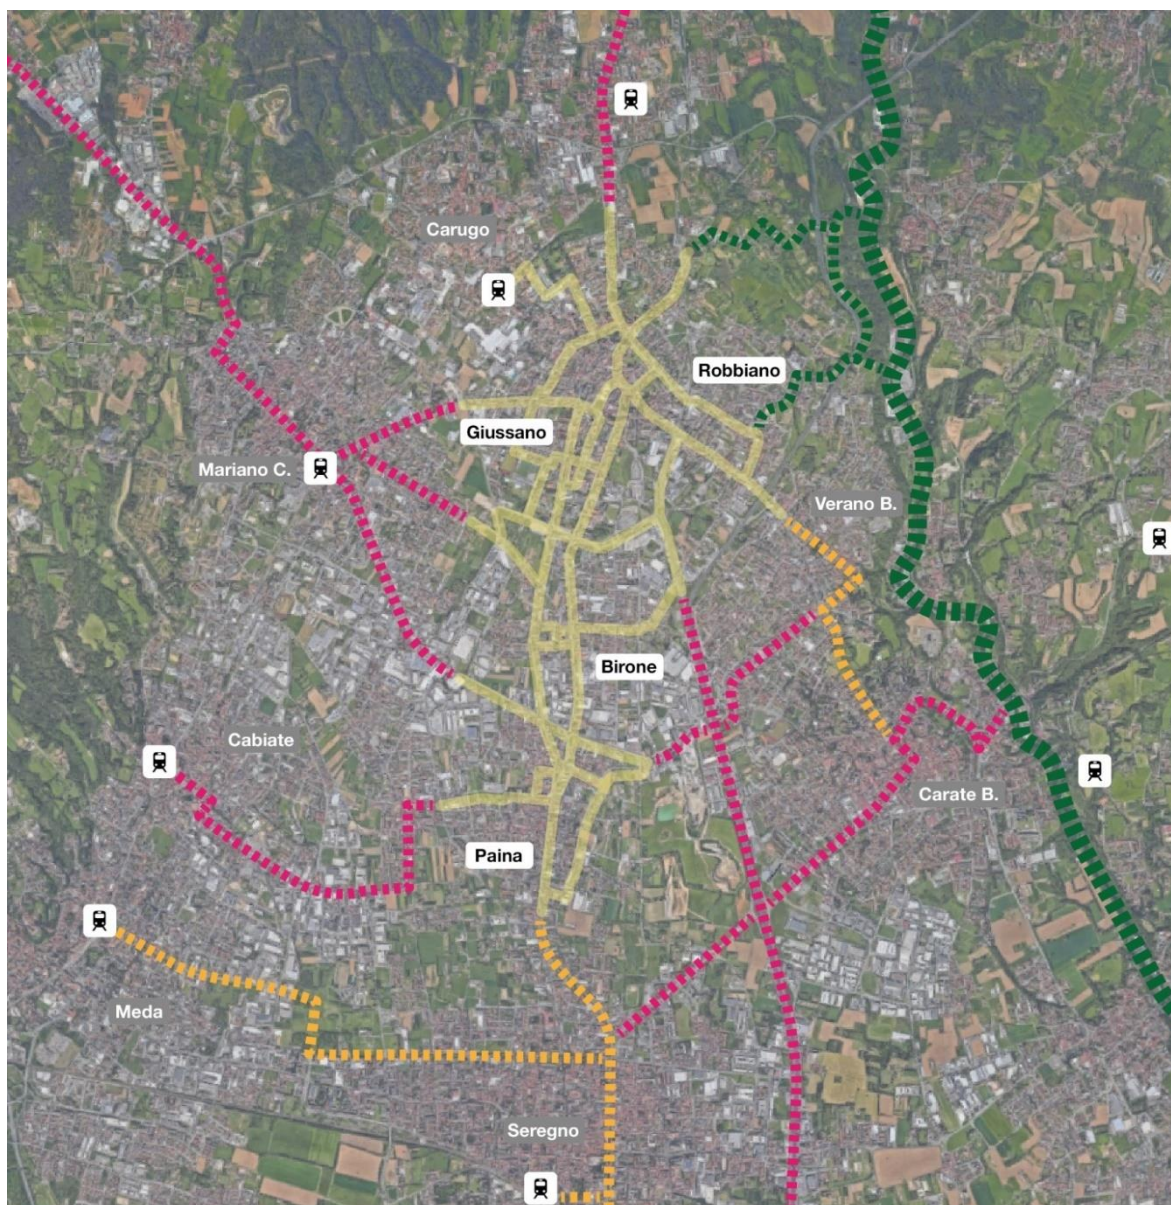 Carugo
Robbiano
Giussano
Mariano C.
Verano B.
Birone
Cabiate
Carate B.
Paina
Meda
Seregno